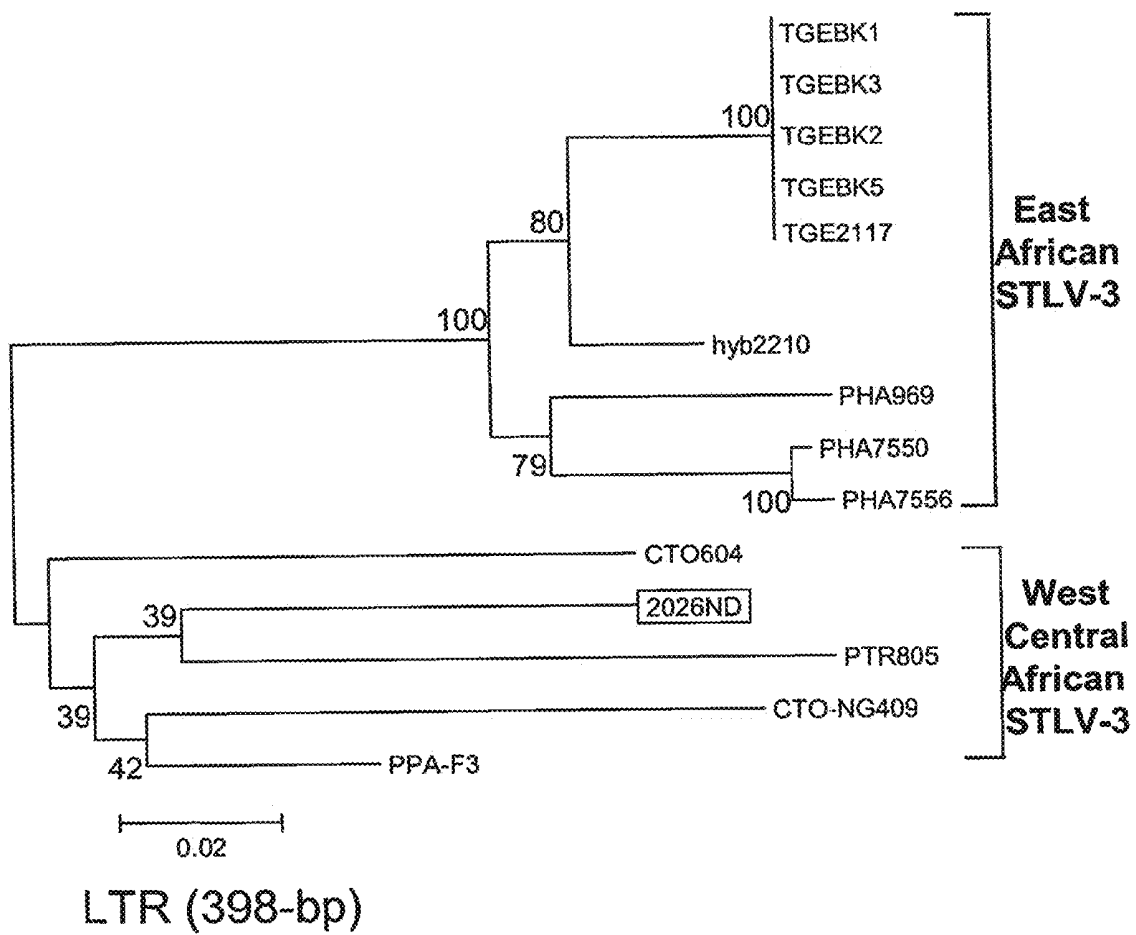 TGEBK1
TGEBK3
100
TGEBK2
TGEBK5
TGE2117
80
East
African
STLV-3
100
hyb2210
PHA969
PHA7550
79
100
PHA7556
CTO604
39
2026ND
West
Central
African
STLV-3
PTR805
39
CTO-NG409
42
PPA-F3
0.02
LTR (398-bp)